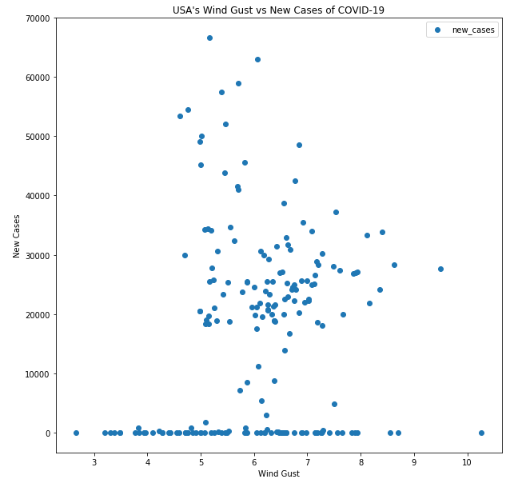 USA's Wind Gust vs New Cases of COVID-19
new_cases
70000
60000
50000
40000
30000
20000
10000
0
New Cases
3 4 5 6 7 8 9 10
Wind Gust